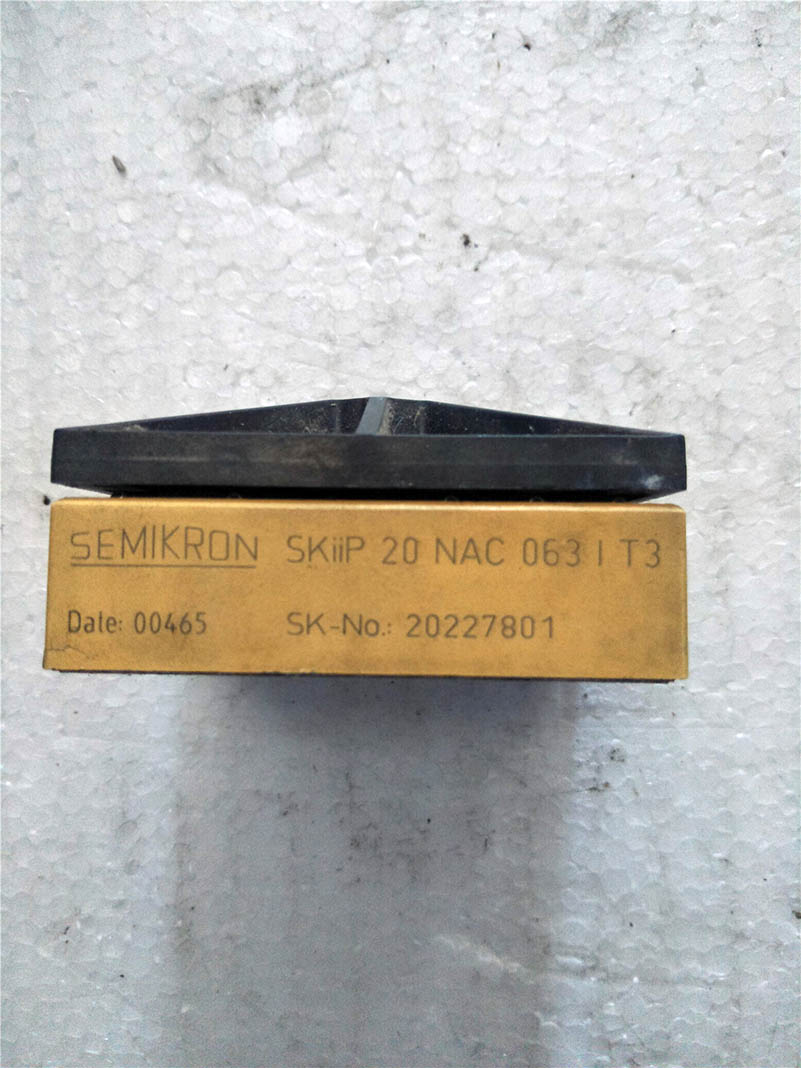 SEMIKRON SKiiP 20 NAC 063 I T3
Date: 00465 SK-No.: 20227801